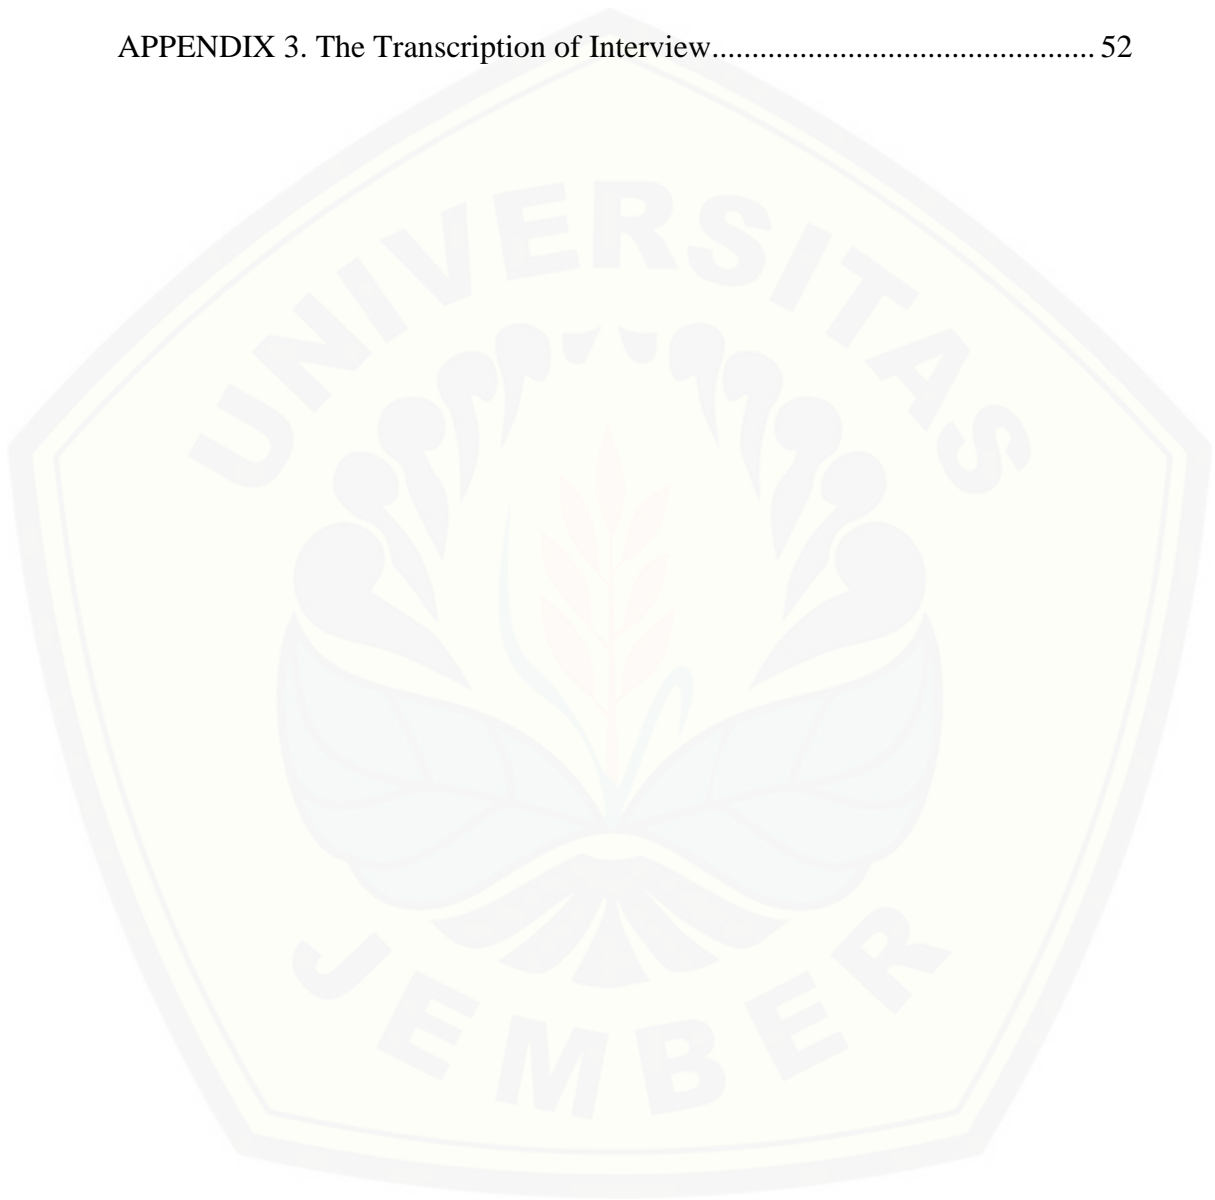 APPENDIX 3. The Transcription of Interview............................................... 52
UNIVERSITAS
JEMBER